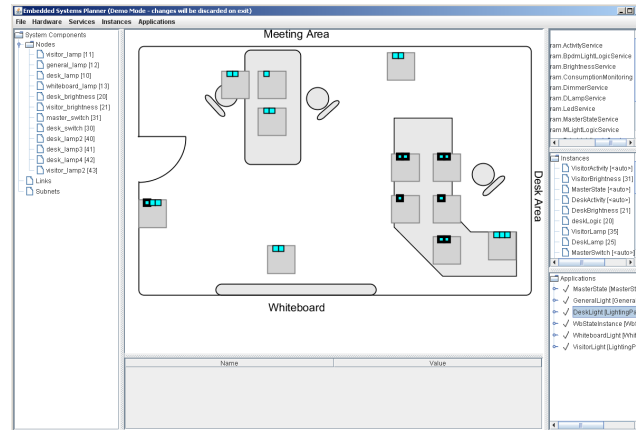 Embedded Systems Planner (Demo Mode - changes will be discarded on exit)
File Hardware Services Instances Applications
System Components
Nodes
visitor_lamp [11]
general_lamp [12]
desk_lamp [10]
whiteboard_lamp [13]
desk_brightness [20]
visitor_brightness [21]
master_switch [31]
desk_switch [30]
desk_lamp2 [40]
desk_lamp3 [41]
desk_lamp4 [42]
visitor_lamp2 [43]
Links
Subnets
Meeting Area
Desk Area
Whiteboard
Name Value
ram.ActivityService
ram.BpdmLightLogicService
ram.BrightnessService
ram.ConsumptionMonitoring
ram.DimmerService
ram.DLampService
ram.LedService
ram.MasterStateService
ram.MLightLogicService
Instances
VisitorActivity [<auto>]
VisitorBrightness [31]
MasterState [<auto>]
DeskActivity [<auto>]
DeskBrightness [21]
deskLogic [20]
VisitorLamp [35]
DeskLamp [25]
MasterSwitch [<auto>]
Applications
MasterState [MasterSt
GeneralLight [Genera
DeskLight [LightingPa
WbStateInstance [Wb
WhiteboardLight [Whit
VisitorLight [LightingP